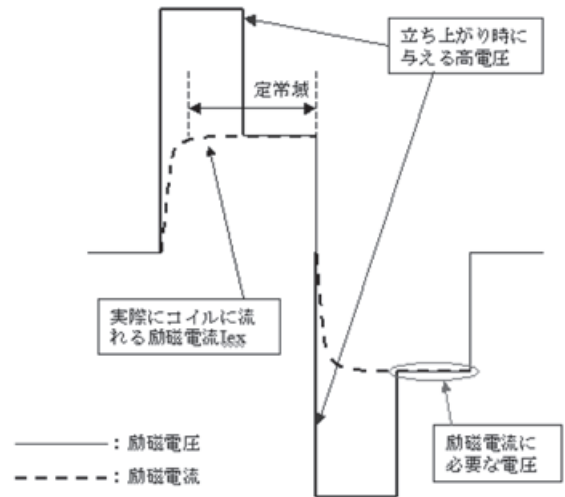 立ち上がり時に
与える高電圧
定常域
実際にコイルに流
れる励磁電流Iex
励磁電流に
必要な電圧
：励磁電圧
：励磁電流